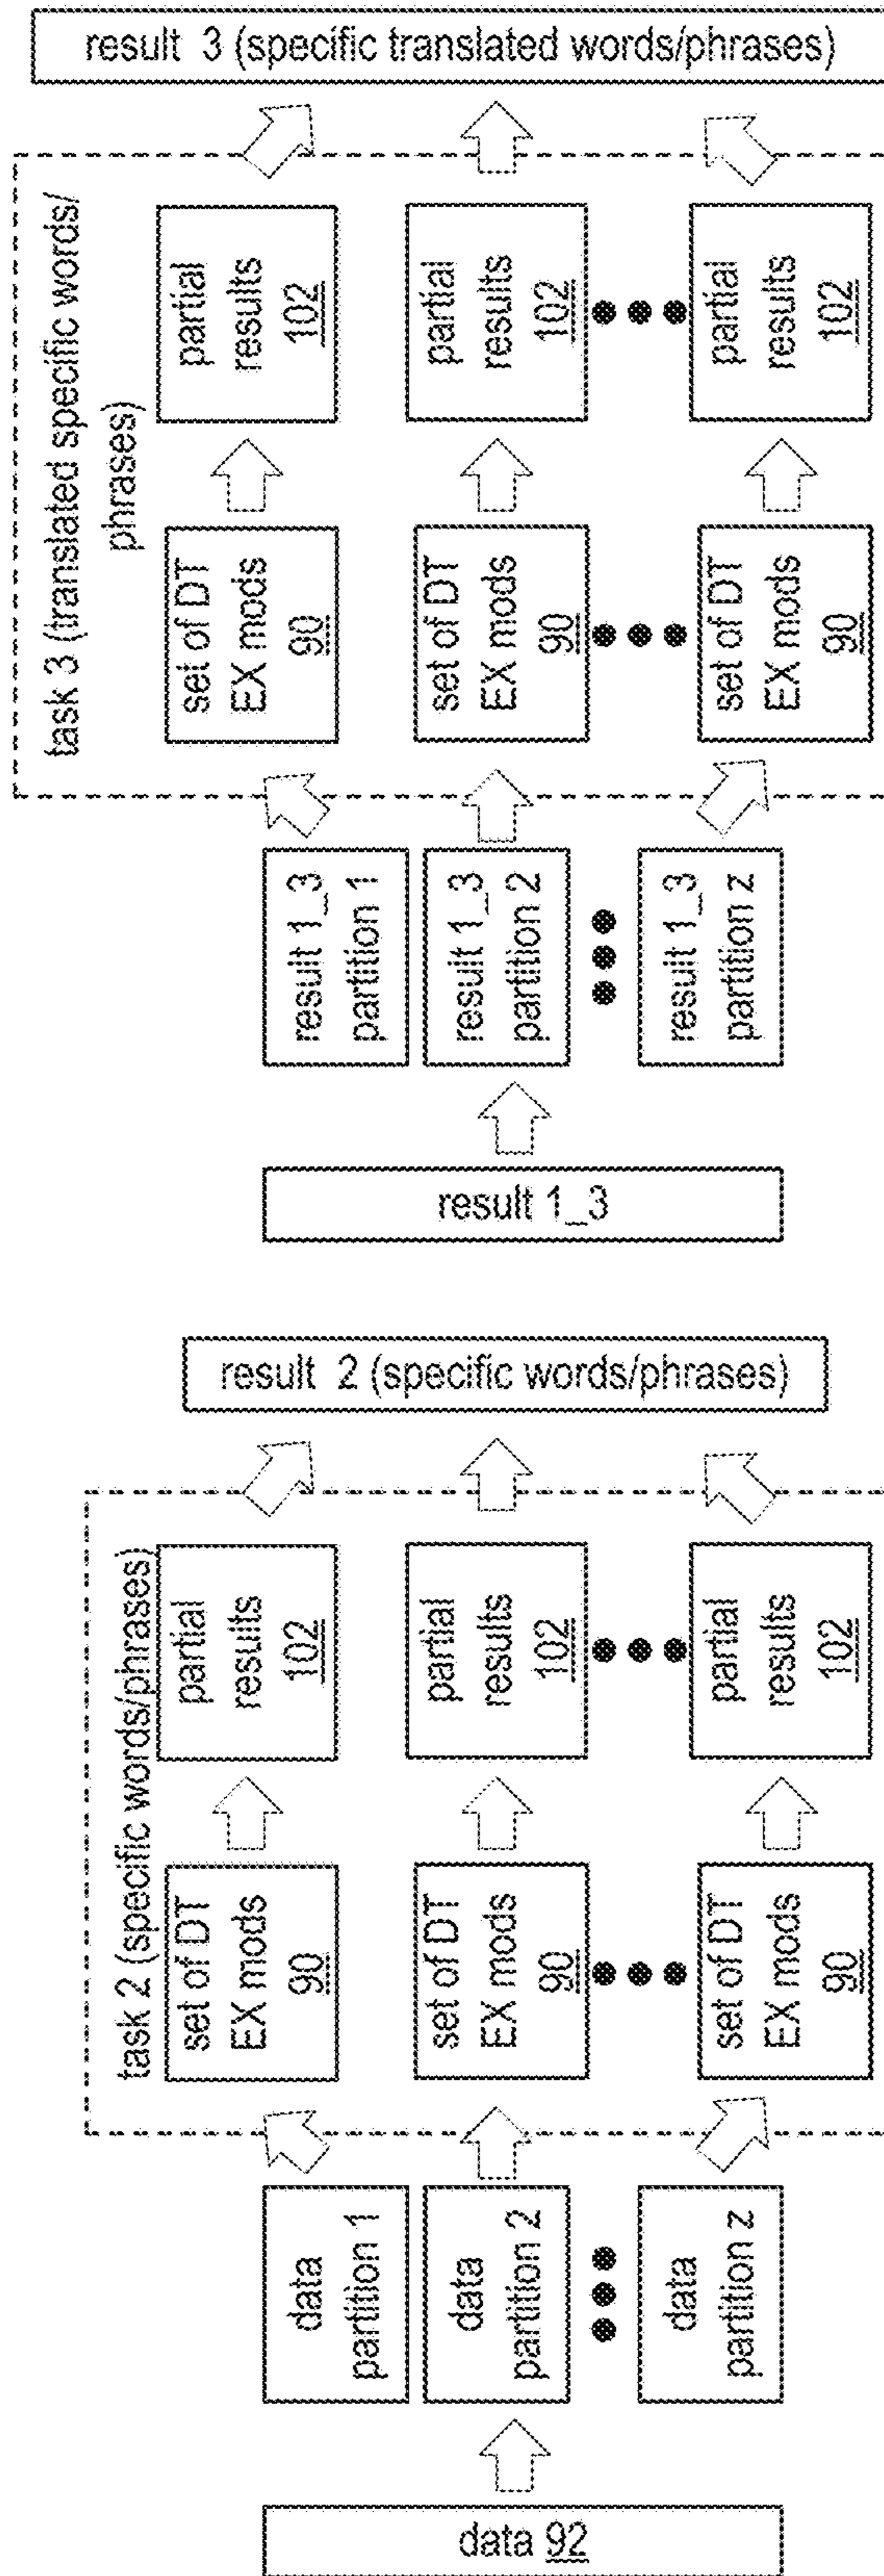 data 92
data
partition 1
data
partition 2
data
partition z
task 2 (specific words/phrases)
set of DT
EX mods
90
set of DT
EX mods
90
set of DT
EX mods
90
partial
results
102
partial
results
102
partial
results
102
result 2 (specific words/phrases)
result 1_3
result 1_3
partition 1
result 1_3
partition 2
result 1_3
partition z
task 3 (translated specific words/
phrases)
set of DT
EX mods
90
set of DT
EX mods
90
set of DT
EX mods
90
partial
results
102
partial
results
102
partial
results
102
result 3 (specific translated words/phrases)